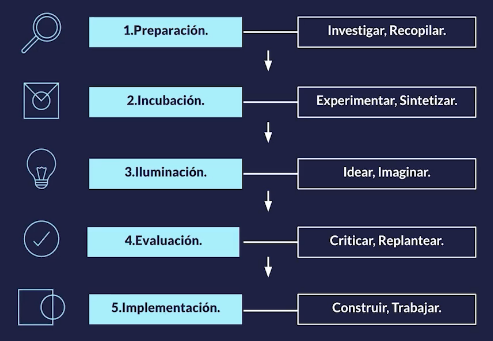 1.Preparación.
Investigar, Recopilar.
2.Incubación.
Experimentar, Sintetizar.
3.Iluminación.
Idear, Imaginar.
4.Evaluación.
Criticar, Replantear.
5.Implementación.
Construir, Trabajar.